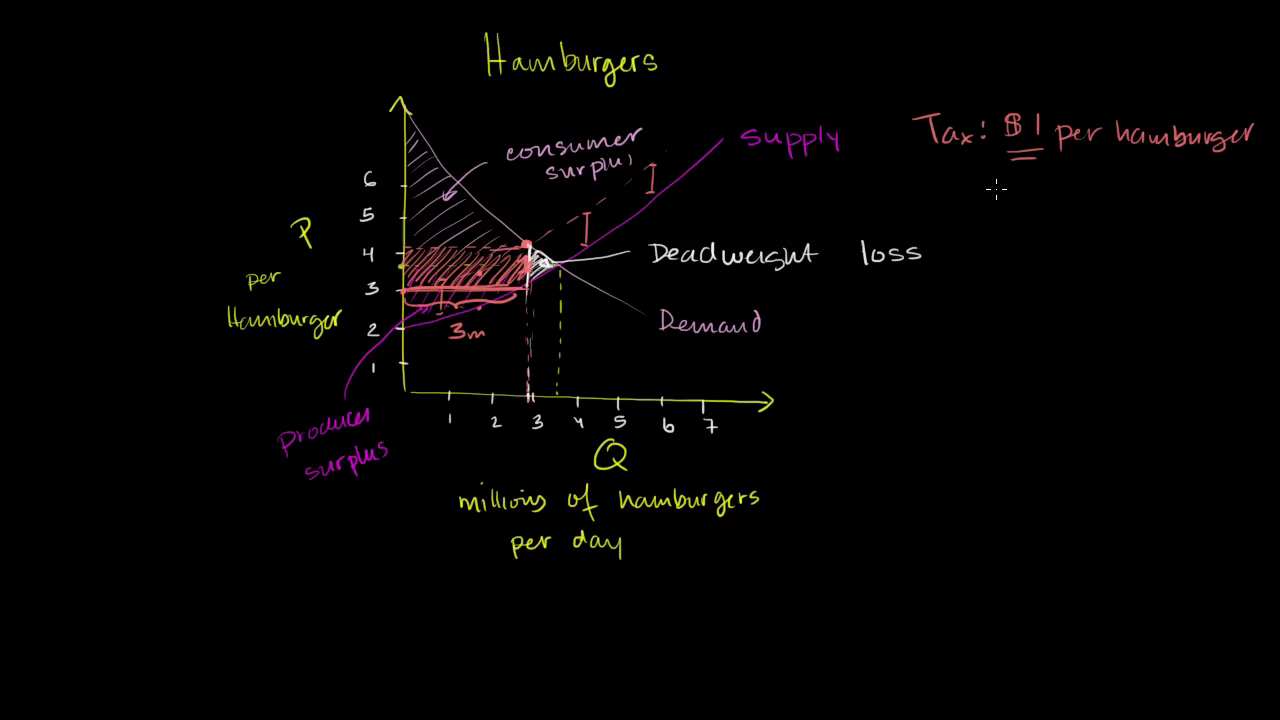 Hamburgers
Tax: $1 per hamburger
supply
consumer
surplus
6
5
P
4
Deadweight loss
per
3
Hamburger
3m
Demand
2
1
1 2 3 4 5 6 7
Producer
surplus
Q
millions of hamburgers
per day